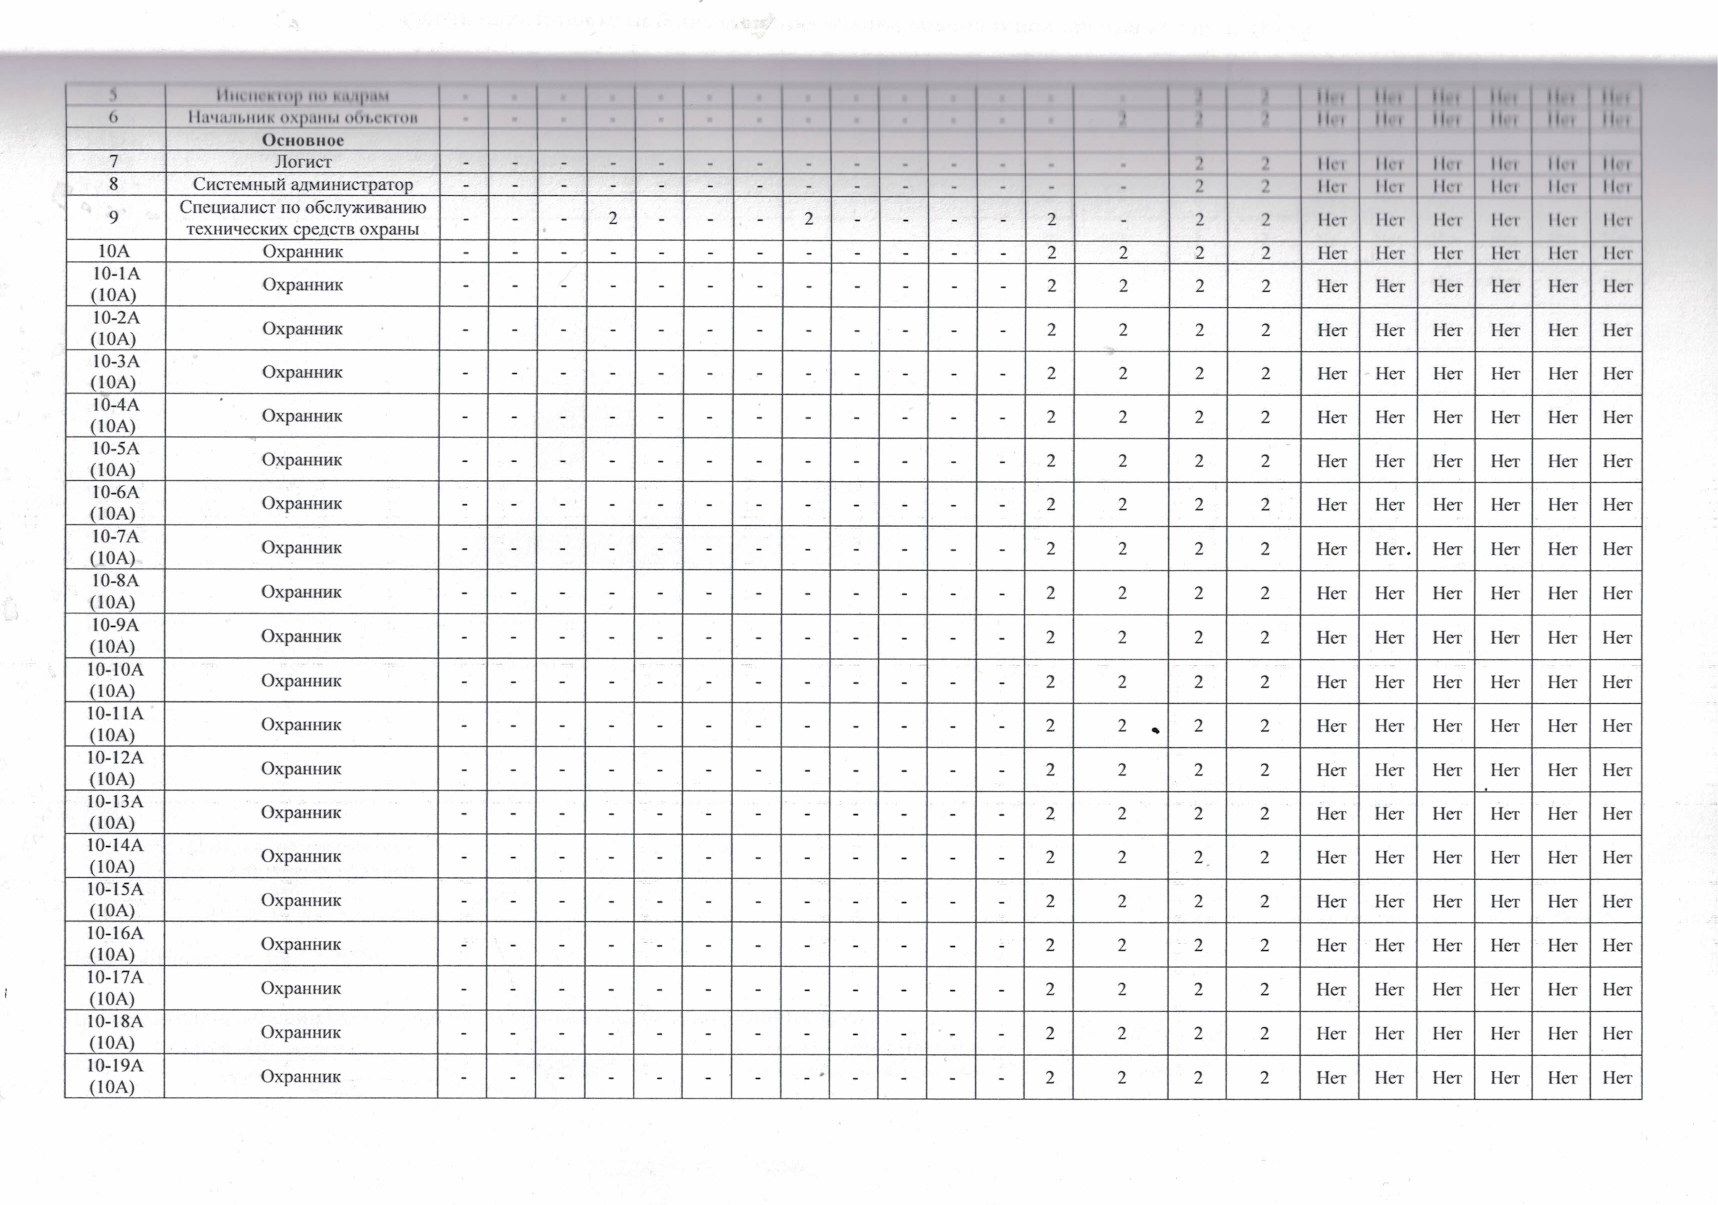 5 Инспектор по кадрам - - - - - - - - - - - - - - 2 2 Нет Нет Нет Нет Нет Нет
6 Начальник охраны объектов - - - - - - - - - - - - - 2 2 2 Нет Нет Нет Нет Нет Нет
Основное
7 Логист - - - - - - - - - - - - - - 2 2 Нет Нет Нет Нет Нет Нет
8 Системный администратор - - - - - - - - - - - - - - 2 2 Нет Нет Нет Нет Нет Нет
9 Специалист по обслуживанию
технических средств охраны - - - 2 - - - 2 - - - - 2 - 2 2 Нет Нет Нет Нет Нет Нет
10А Охранник - - - - - - - - - - - - 2 2 2 2 Нет Нет Нет Нет Нет Нет
10-1А
(10А) Охранник - - - - - - - - - - - - 2 2 2 2 Нет Нет Нет Нет Нет Нет
10-2А
(10А) Охранник - - - - - - - - - - - - 2 2 2 2 Нет Нет Нет Нет Нет Нет
10-3А
(10А) Охранник - - - - - - - - - - - - 2 2 2 2 Нет Нет Нет Нет Нет Нет
10-4А
(10А) Охранник - - - - - - - - - - - - 2 2 2 2 Нет Нет Нет Нет Нет Нет
10-5А
(10А) Охранник - - - - - - - - - - - - 2 2 2 2 Нет Нет Нет Нет Нет Нет
10-6А
(10А) Охранник - - - - - - - - - - - - 2 2 2 2 Нет Нет Нет Нет Нет Нет
10-7А
(10А) Охранник - - - - - - - - - - - - 2 2 2 2 Нет Нет Нет Нет Нет Нет
10-8А
(10А) Охранник - - - - - - - - - - - - 2 2 2 2 Нет Нет Нет Нет Нет Нет
10-9А
(10А) Охранник - - - - - - - - - - - - 2 2 2 2 Нет Нет Нет Нет Нет Нет
10-10А
(10А) Охранник - - - - - - - - - - - - 2 2 2 2 Нет Нет Нет Нет Нет Нет
10-11А
(10А) Охранник - - - - - - - - - - - - 2 2 2 2 Нет Нет Нет Нет Нет Нет
10-12А
(10А) Охранник - - - - - - - - - - - - 2 2 2 2 Нет Нет Нет Нет Нет Нет
10-13А
(10А) Охранник - - - - - - - - - - - - 2 2 2 2 Нет Нет Нет Нет Нет Нет
10-14А
(10А) Охранник - - - - - - - - - - - - 2 2 2 2 Нет Нет Нет Нет Нет Нет
10-15А
(10А) Охранник - - - - - - - - - - - - 2 2 2 2 Нет Нет Нет Нет Нет Нет
10-16А
(10А) Охранник - - - - - - - - - - - - 2 2 2 2 Нет Нет Нет Нет Нет Нет
10-17А
(10А) Охранник - - - - - - - - - - - - 2 2 2 2 Нет Нет Нет Нет Нет Нет
10-18А
(10А) Охранник - - - - - - - - - - - - 2 2 2 2 Нет Нет Нет Нет Нет Нет
10-19А
(10А) Охранник - - - - - - - - - - - - 2 2 2 2 Нет Нет Нет Нет Нет Нет